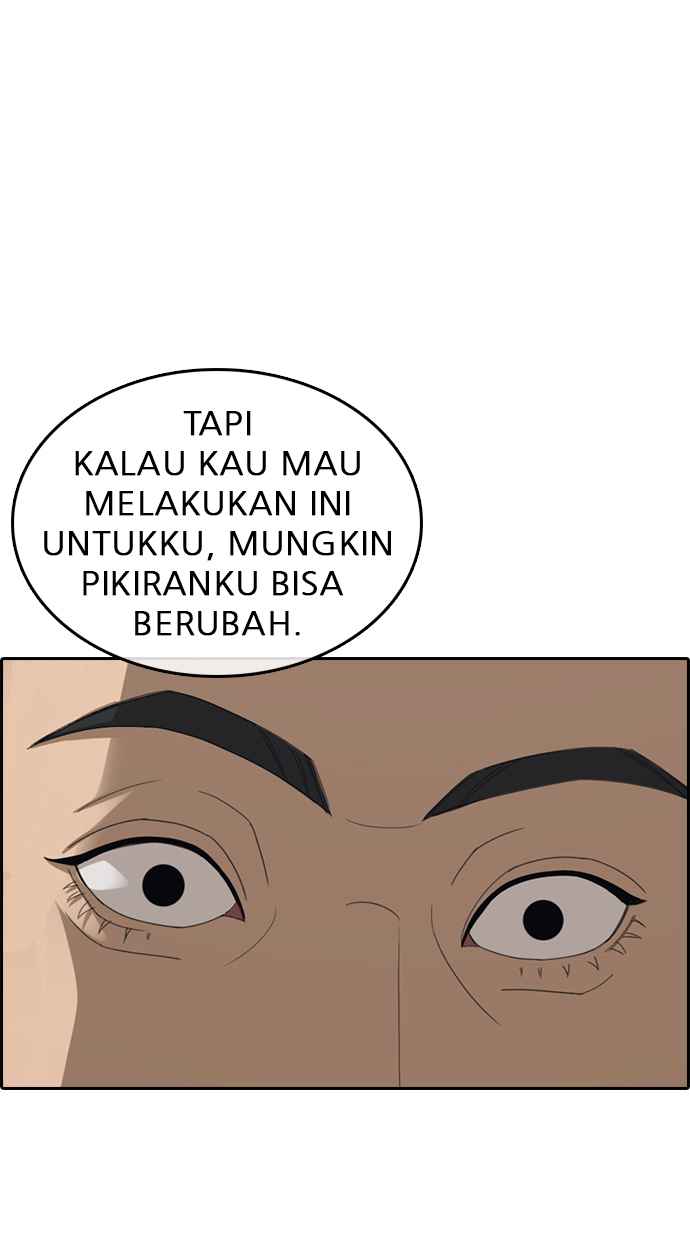 TAPI
KALAU KAU MAU
MELAKUKAN INI
UNTUKKU, MUNGKIN
PIKIRANKU BISA
BERUBAH.